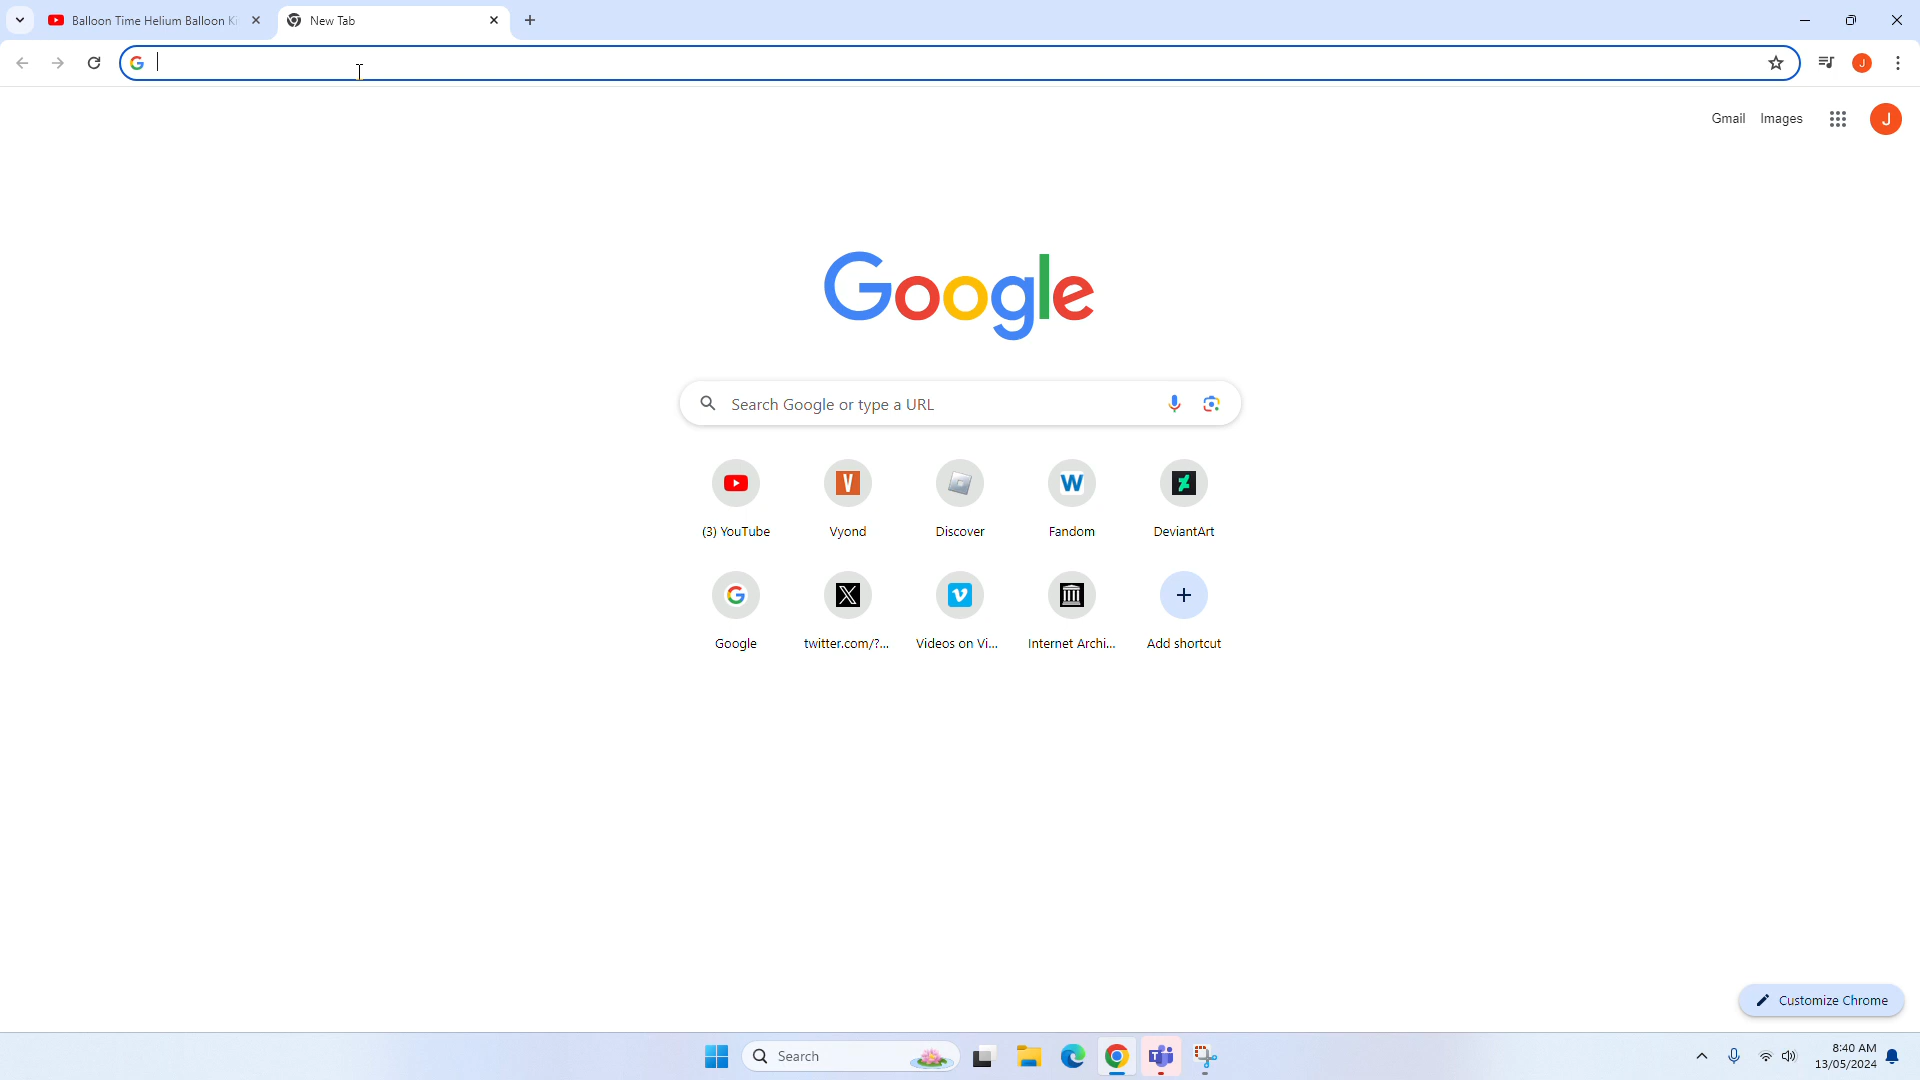 Balloon Time Helium Balloon Ki
New Tab
Gmail Images J
Google
Search Google or type a URL
(3) YouTube Vyond Discover Fandom DeviantArt
Google twitter.com/?... Videos on Vi... Internet Archi... Add shortcut
Customize Chrome
Search
8:40 AM
13/05/2024